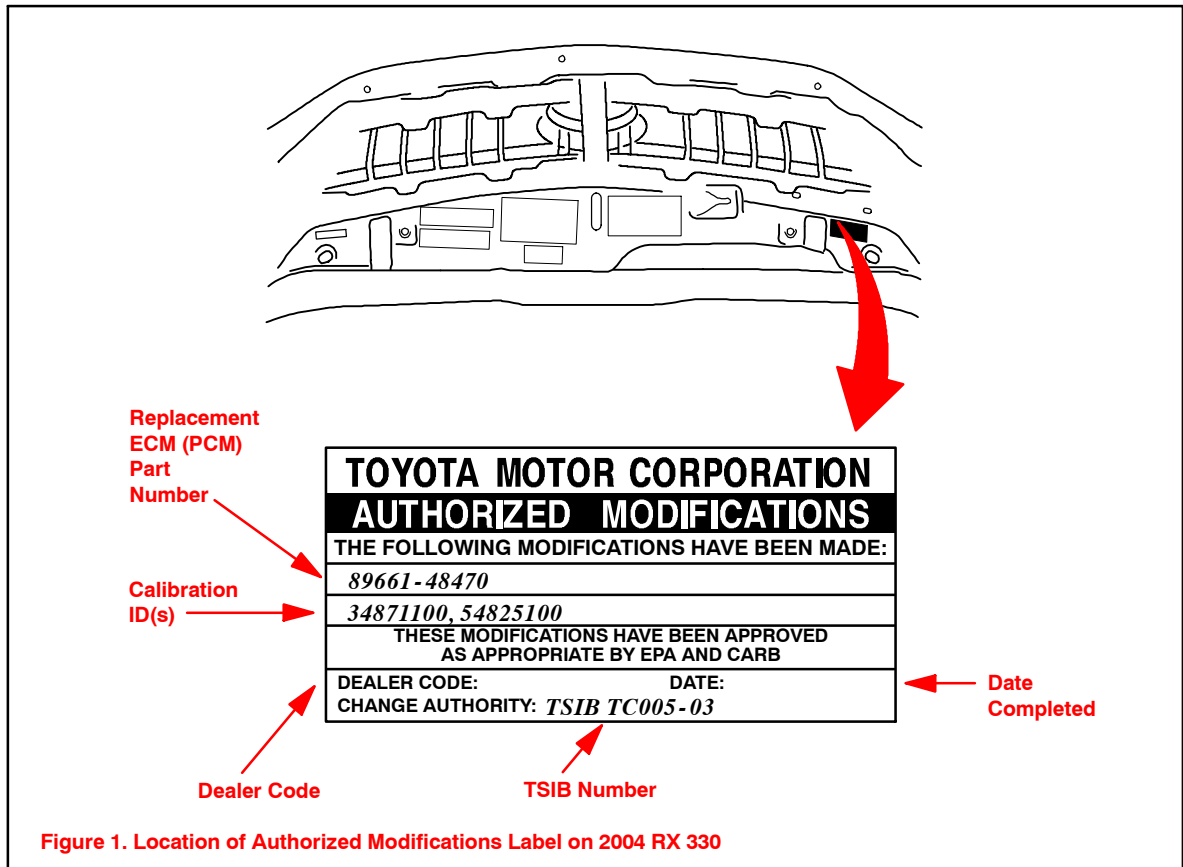 Replacement
ECM (PCM)
Part
Number
Calibration
ID(s)
TOYOTA MOTOR CORPORATION
AUTHORIZED MODIFICATIONS
THE FOLLOWING MODIFICATIONS HAVE BEEN MADE:
89661-48470
34871100, 54825100
THESE MODIFICATIONS HAVE BEEN APPROVED
AS APPROPRIATE BY EPA AND CARB
DEALER CODE: DATE:
CHANGE AUTHORITY: TSIB TC005-03
Date
Completed
Dealer Code
TSIB Number
Figure 1. Location of Authorized Modifications Label on 2004 RX 330